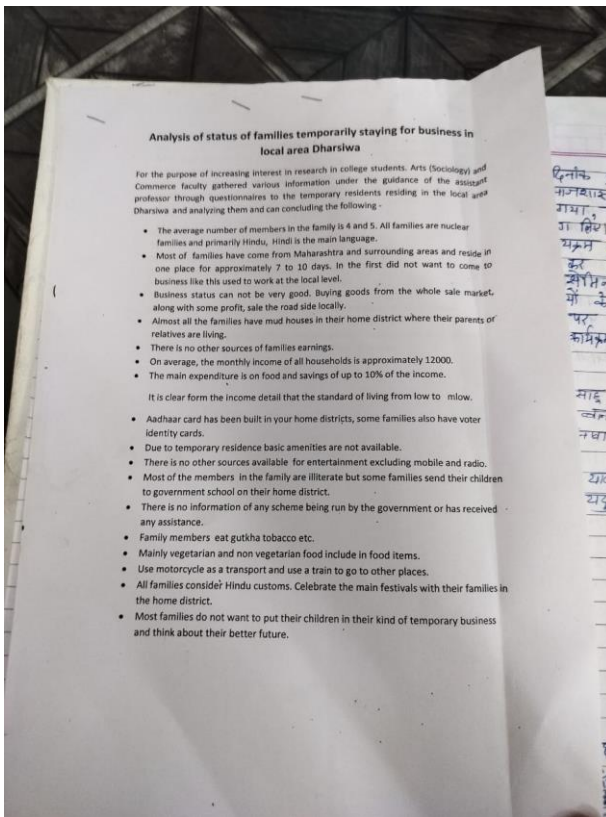 Analysis of status of families temporarily staying for business in
local area Dharsiwa
For the purpose of increasing interest in research in college students. Arts (Sociology) and
Commerce faculty gathered various information under the guidance of the assistant
professor through questionnaires to the temporary residents residing in the local area
Dharsiwa and analyzing them and can concluding the following -
• The average number of members in the family is 4 and 5. All families are nuclear
families and primarily Hindu, Hindi is the main language.
• Most of families have come from Maharashtra and surrounding areas and reside in
one place for approximately 7 to 10 days. In the first did not want to come to
business like this used to work at the local level.
• Business status can not be very good. Buying goods from the whole sale market,
along with some profit, sale the road side locally.
• Almost all the families have mud houses in their home district where their parents or
relatives are living.
• There is no other sources of families earnings.
• On average, the monthly income of all households is approximately 12000.
• The main expenditure is on food and savings of up to 10% of the income.
It is clear form the income detail that the standard of living from low to mlow.
• Aadhaar card has been built in your home districts, some families also have voter
identity cards.
• Due to temporary residence basic amenities are not available.
• There is no other sources available for entertainment excluding mobile and radio.
• Most of the members in the family are illiterate but some families send their children
to government school on their home district.
• There is no information of any scheme being run by the government or has received
any assistance.
• Family members eat gutkha tobacco etc.
• Mainly vegetarian and non vegetarian food include in food items.
• Use motorcycle as a transport and use a train to go to other places.
• All families consider Hindu customs. Celebrate the main festivals with their families in
the home district.
• Most families do not want to put their children in their kind of temporary business
and think about their better future.
दिनांक
गया,
कर
पर
साहू